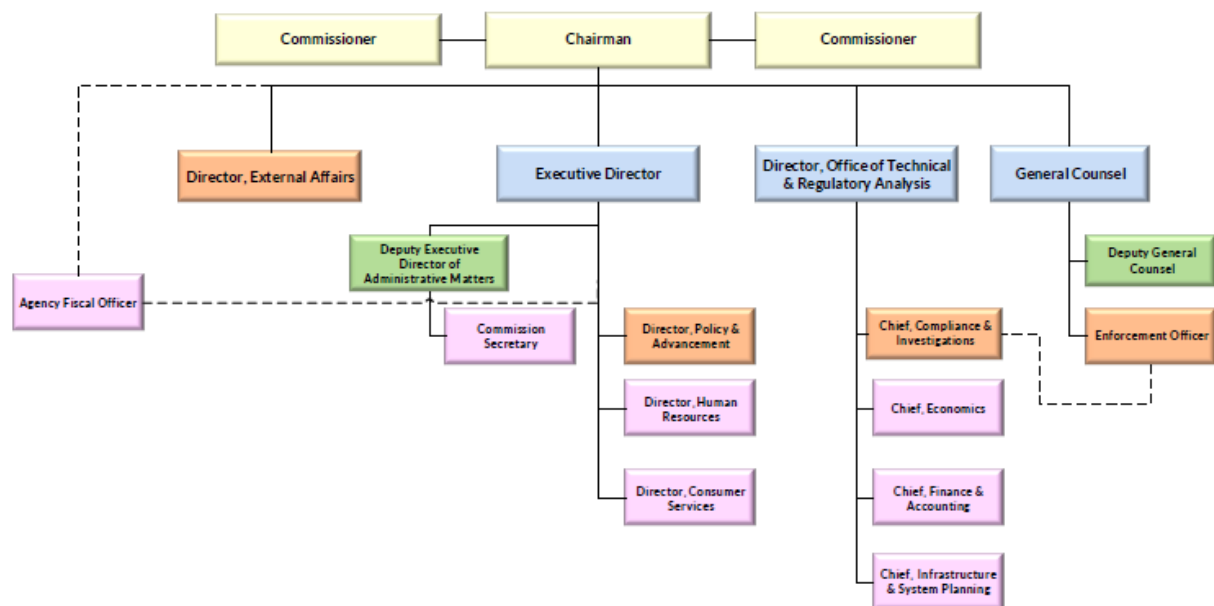 Commissioner
Chairman
Commissioner
Director, External Affairs
Executive Director
Director, Office of Technical
& Regulatory Analysis
General Counsel
Deputy Executive
Director of
Administrative Matters
Deputy General
Counsel
Agency Fiscal Officer
Commission
Secretary
Director, Policy &
Advancement
Chief, Compliance &
Investigations
Enforcement Officer
Director, Human
Resources
Chief, Economics
Director, Consumer
Services
Chief, Finance &
Accounting
Chief, Infrastructure
& System Planning